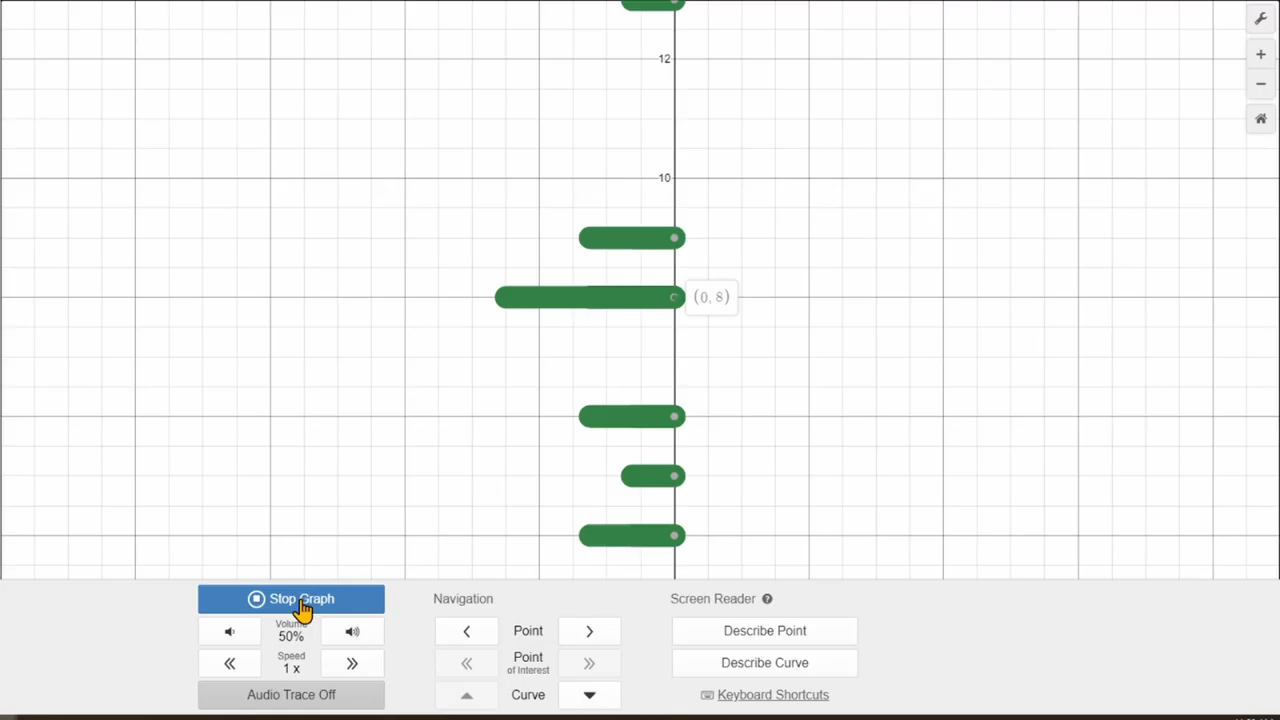 12
10
(0, 8)
Stop Graph
Navigation
Screen Reader
Volume
50%
Point
Describe Point
Speed
1 x
Point
of Interest
Describe Curve
Audio Trace Off
Curve
Keyboard Shortcuts